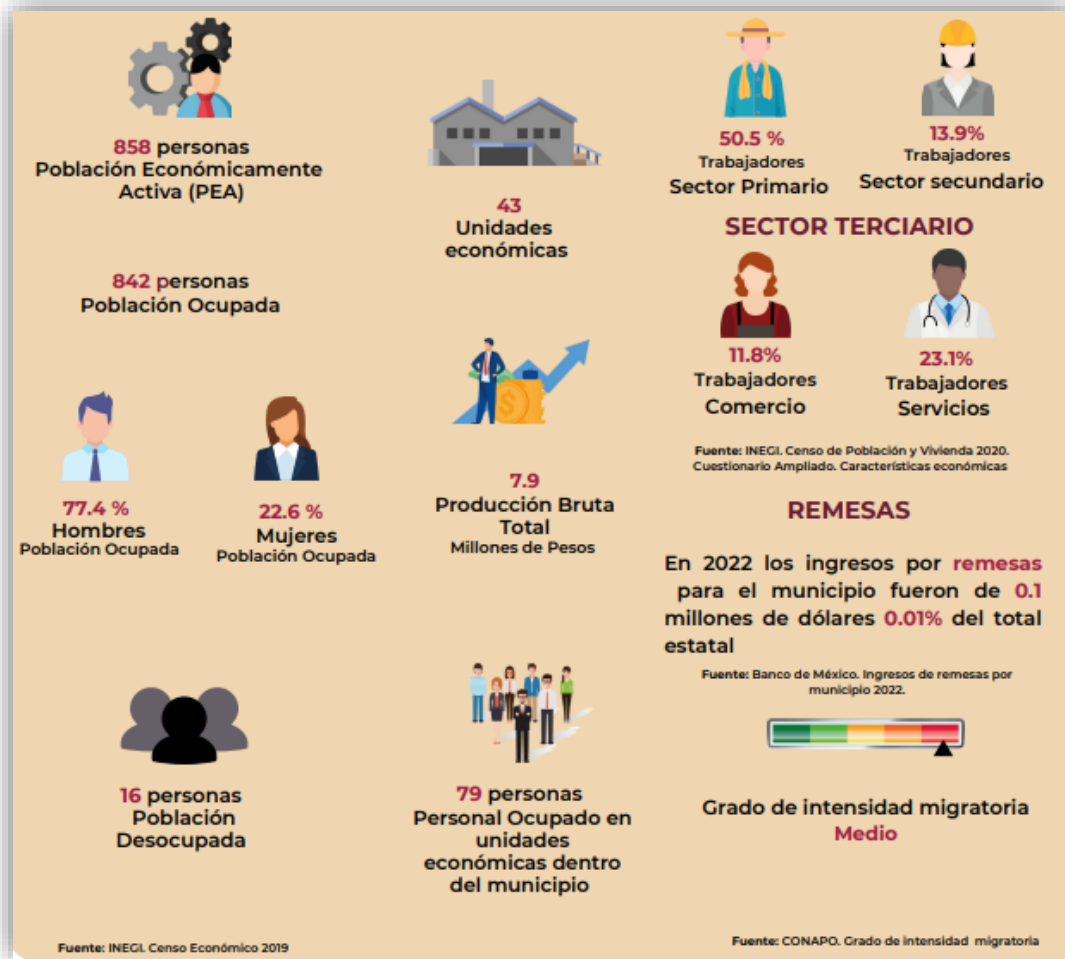 858 personas
Población Económicamente
Activa (PEA)
842 personas
Población Ocupada
77.4 %
Hombres
Población Ocupada
22.6 %
Mujeres
Población Ocupada
16 personas
Población
Desocupada
Fuente: INEGI. Censo Económico 2019
43
Unidades
económicas
7.9
Producción Bruta
Total
Millones de Pesos
79 personas
Personal Ocupado en
unidades
económicas dentro
del municipio
50.5 %
Trabajadores
Sector Primario
13.9%
Trabajadores
Sector secundario
SECTOR TERCIARIO
11.8%
Trabajadores
Comercio
23.1%
Trabajadores
Servicios
Fuente: INEGI. Censo de Población y Vivienda 2020.
Cuestionario Ampliado. Características económicas
REMESAS
En 2022 los ingresos por remesas
para el municipio fueron de 0.1
millones de dólares 0.01% del total
estatal
Fuente: Banco de México. Ingresos de remesas por
municipio 2022.
Grado de intensidad migratoria
Medio
Fuente: CONAPO. Grado de intensidad migratoria